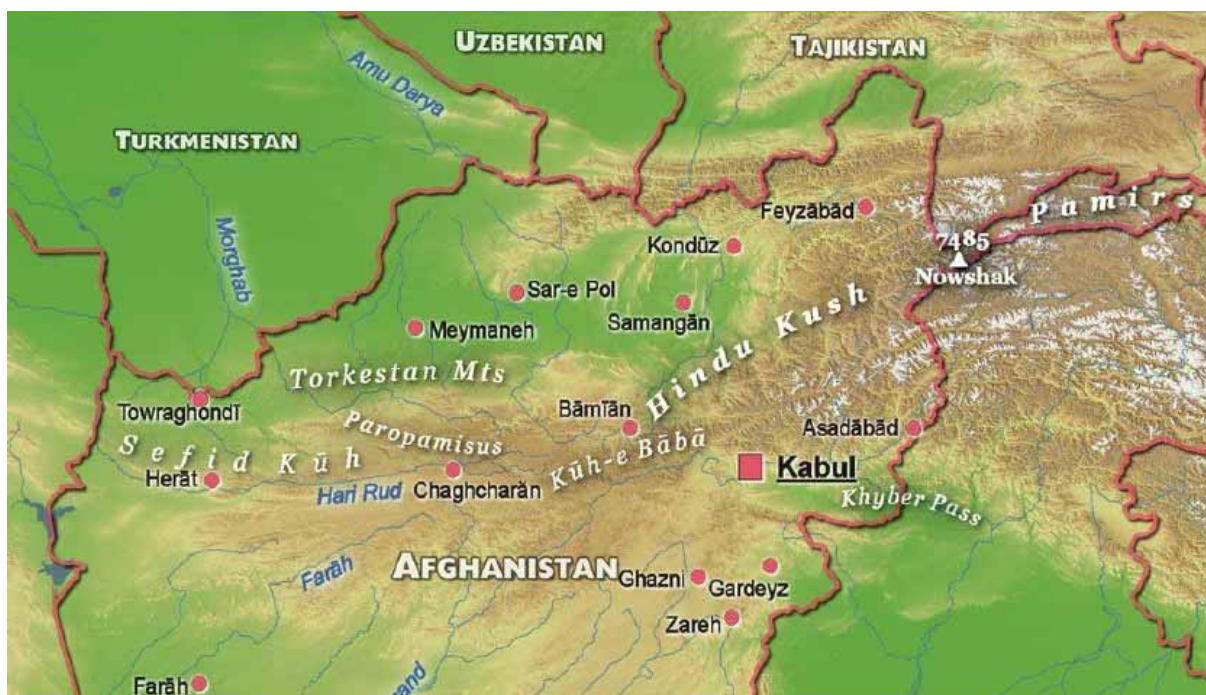 UZBEKISTAN
TAJIKISTAN
Amu Darya
TURKMENISTAN
Pamirs
Feyzābād
Morghab
Kondūz
7485
Nowshak
Sar-e Pol
Samangān
Meymaneh
Hindu Kush
Torkestan Mts
Towraghondī
Bāmīān
Paropamisus
Asadābād
Sefid Kūh
Kūh-e Bābā
Herāt
Hari Rud
Chaghcharān
Kabul
Khyber Pass
Farāh
AFGHANISTAN
Ghazni
Gardeyz
Zareh
Farāh